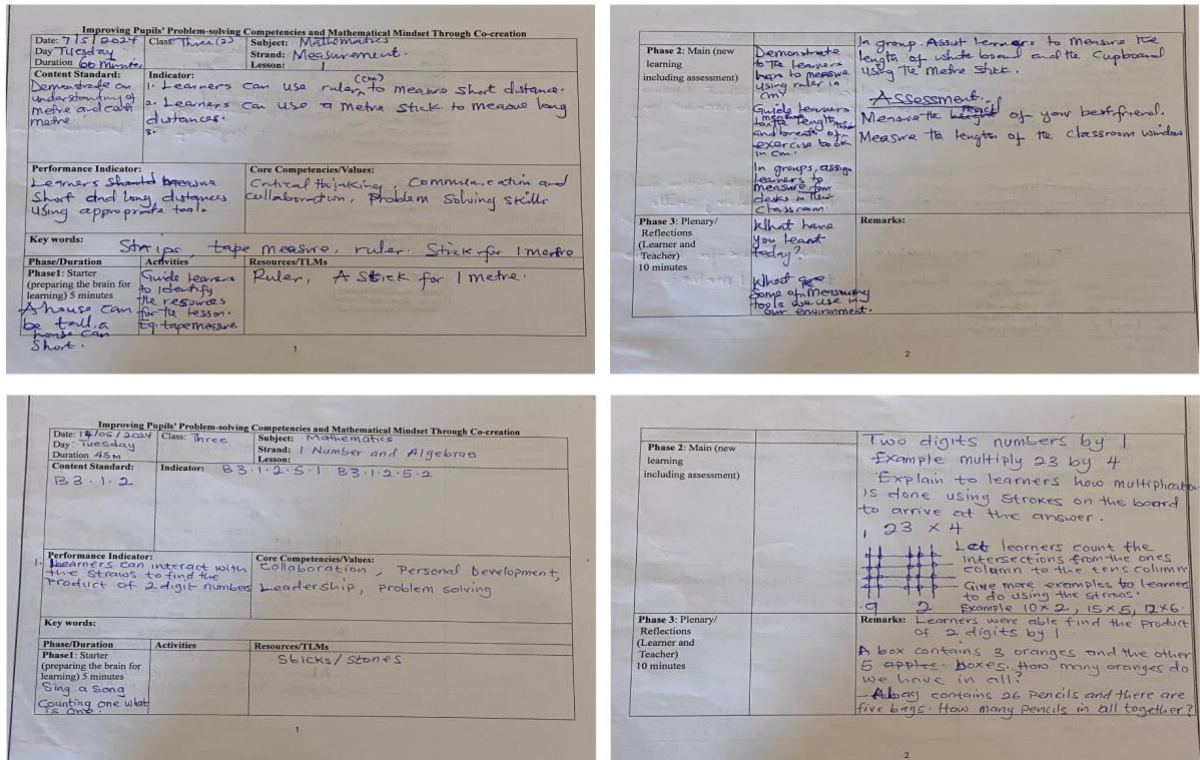 Improving Pupils' Problem-solving Competencies and Mathematical Mindset Through Co-creation
Date: 7/5/2024 Class: Three (2) Subject: Mathematics
Day Tuesday Strand: Measurement.
Duration 60 Minutes Lesson: 1
Content Standard: Indicator:
Demonstrate an understanding of metre and centi metre.
1. Learners can use ruler (cm) to measure short distance.
2. Learners can use a metre stick to measure long
distances.
3.
Performance Indicator:
Learners should measure
short and long distances
using appropriate tool.
Core Competencies/Values:
Critical thinking, Communication and
collaboration, Problem Solving skills
Key words:
Strips, tape measure, ruler. Stick for 1 metre
Phase/Duration Activities Resources/TLMs
Phase1: Starter
(preparing the brain for
learning) 5 minutes
A house can
be tall, a
house can
Short.
Guide learners
to identify
the resources
for the lesson.
Eg. tape measure
Ruler, A stick for 1 metre.
1
Phase 2: Main (new
learning
including assessment)
Demonstrate
to the learners
how to measure
using ruler in
cm
Guide learners
measure
to the length
and breath of
exercise book
in cm.
In groups, assign
learners to
measure four
desks in their
classroom
In group. Assist learners to measure the
length of white board and the Cupboard
using the Metre stick.
Assessment.
Measure the height of your best friend.
Measure the length of the classroom window
Phase 3: Plenary/
Reflections
(Learner and
Teacher)
10 minutes
What have
you learnt
today?
What are
some of measuring
tools we use in
our environment.
Remarks:
2
Improving Pupils' Problem-solving Competencies and Mathematical Mindset Through Co-creation
Date: 14/05/2024 Class: Three Subject: Mathematics
Day: Tuesday Strand: 1 Number and Algebras
Duration 45M Lesson:
Content Standard: Indicator: B3.1.2.5.1 B3.1.2.5.2
B3.1.2
Performance Indicator:
1. Learners can interact with
the straws to find the
product of 2 digit numbers
Core Competencies/Values:
Collaboration, Personal Development,
Leadership, problem solving
Key words:
Phase/Duration Activities Resources/TLMs
Phase1: Starter
(preparing the brain for
learning) 5 minutes
Sing a song
Counting one what
is one.
Sticks/Stones
1
Phase 2: Main (new
learning
including assessment)
Two digits numbers by 1
Example multiply 23 by 4
Explain to learners how multiplication
is done using strokes on the board
to arrive at the answer.
1 23 x 4
Let learners count the
intersections from the ones
column to the tens column
Give more examples to learners
to do using the straws.
9 2 Example 10x2, 15x5, 12x6.
Phase 3: Plenary/
Reflections
(Learner and
Teacher)
10 minutes
Remarks: Learners were able find the product
of 2 digits by 1
A box contains 3 oranges and the other
5 apples. boxes. How many oranges do
we have in all?
- A bag contains 26 pencils and there are
five bags. How many pencils in all together?
2